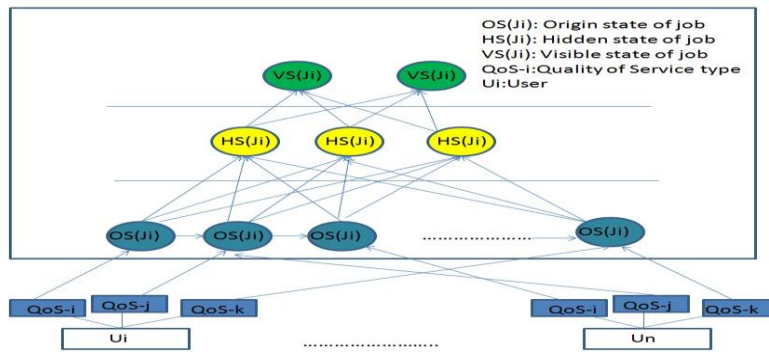 OS(Ji): Origin state of job
HS(Ji): Hidden state of job
VS(Ji): Visible state of job
QoS-i:Quality of Service type
Ui:User
VS(Ji) VS(Ji)
HS(Ji) HS(Ji) HS(Ji)
OS(Ji) OS(Ji) OS(Ji) ........................ OS(Ji)
QoS-i QoS-j QoS-k QoS-i QoS-j QoS-k
Ui ........................ Un